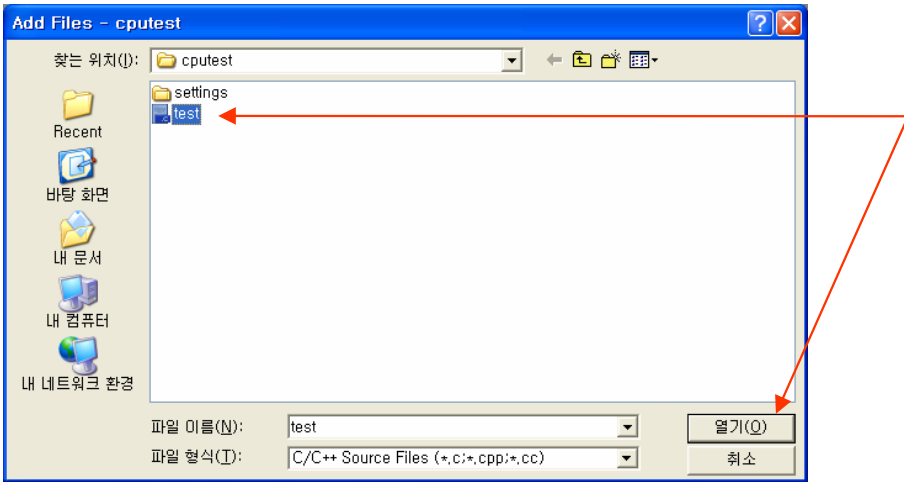 Add Files - cputest
찾는 위치(I):
cputest
settings
test
Recent
바탕 화면
내 문서
내 컴퓨터
내 네트워크 환경
파일 이름(N):
test
열기(O)
파일 형식(T):
C/C++ Source Files (*.c;*.cpp;*.cc)
취소